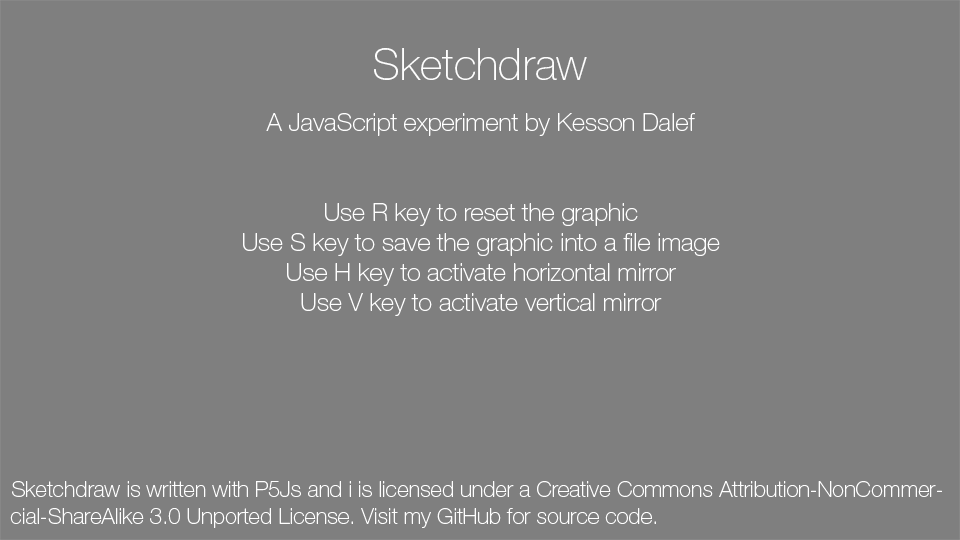 Sketchdraw
A JavaScript experiment by Kesson Dalef
Use R key to reset the graphic
Use S key to save the graphic into a file image
Use H key to activate horizontal mirror
Use V key to activate vertical mirror
Sketchdraw is written with P5Js and i is licensed under a Creative Commons Attribution-NonCommer-
cial-ShareAlike 3.0 Unported License. Visit my GitHub for source code.